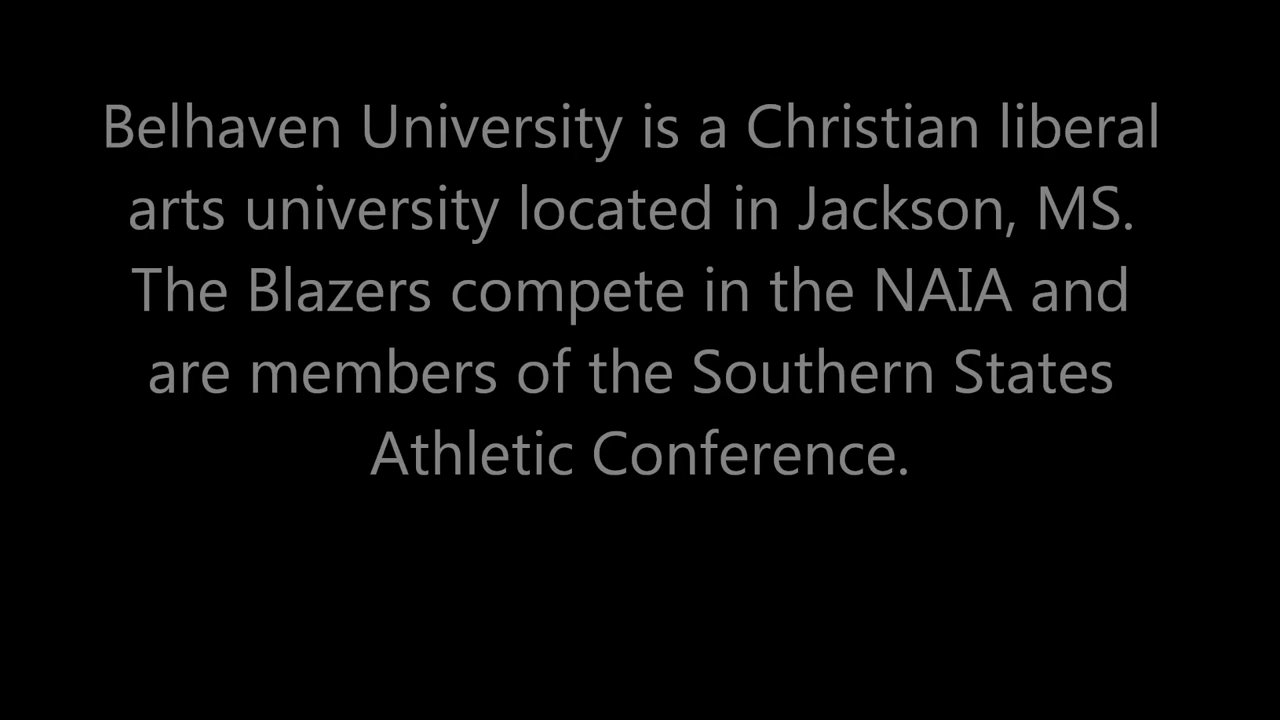 Belhaven University is a Christian liberal
arts university located in Jackson, MS.
The Blazers compete in the NAIA and
are members of the Southern States
Athletic Conference.